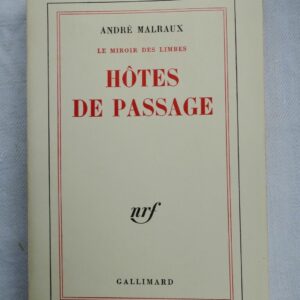 ANDRÉ MALRAUX
LE MIROIR DES LIMBES
HÔTES
DE PASSAGE
nrf
GALLIMARD